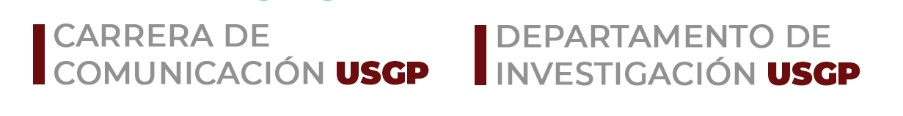 CARRERA DE
COMUNICACIÓN USGP
DEPARTAMENTO DE
INVESTIGACIÓN USGP